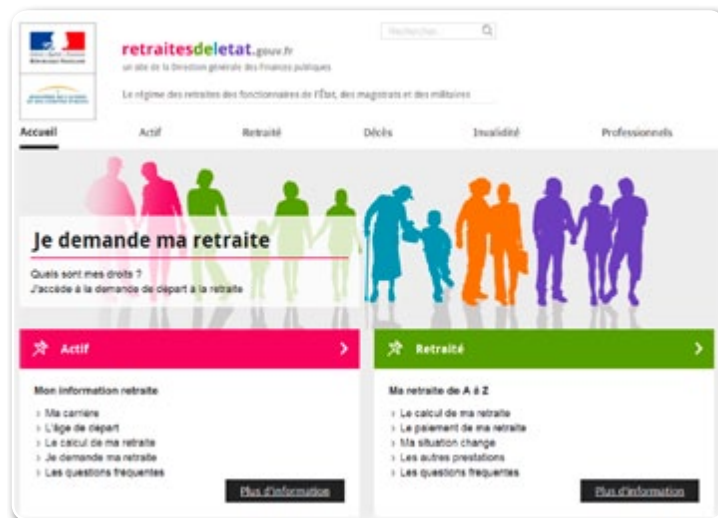 RÉPUBLIQUE FRANÇAISE
Rechercher
retraitesdeletat.gouv.fr
un site de la Direction générale des Finances publiques
Le régime des retraites des fonctionnaires de l'État, des magistrats et des militaires
Accueil Actif Retraité Décès Invalidité Professionnels
Je demande ma retraite
Quels sont mes droits ?
J'accède à la demande de départ à la retraite
Actif
Mon information retraite
Ma carrière
L'âge de départ
Le calcul de ma retraite
Je demande ma retraite
Les questions fréquentes
Plus d'information
Retraité
Ma retraite de A à Z
Le calcul de ma retraite
Le paiement de ma retraite
Ma situation change
Les autres prestations
Les questions fréquentes
Plus d'information